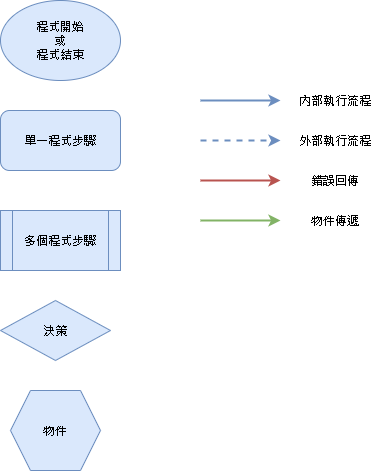 程式開始
或
程式結束
單一程式步驟
多個程式步驟
決策
物件
內部執行流程
外部執行流程
錯誤回傳
物件傳遞